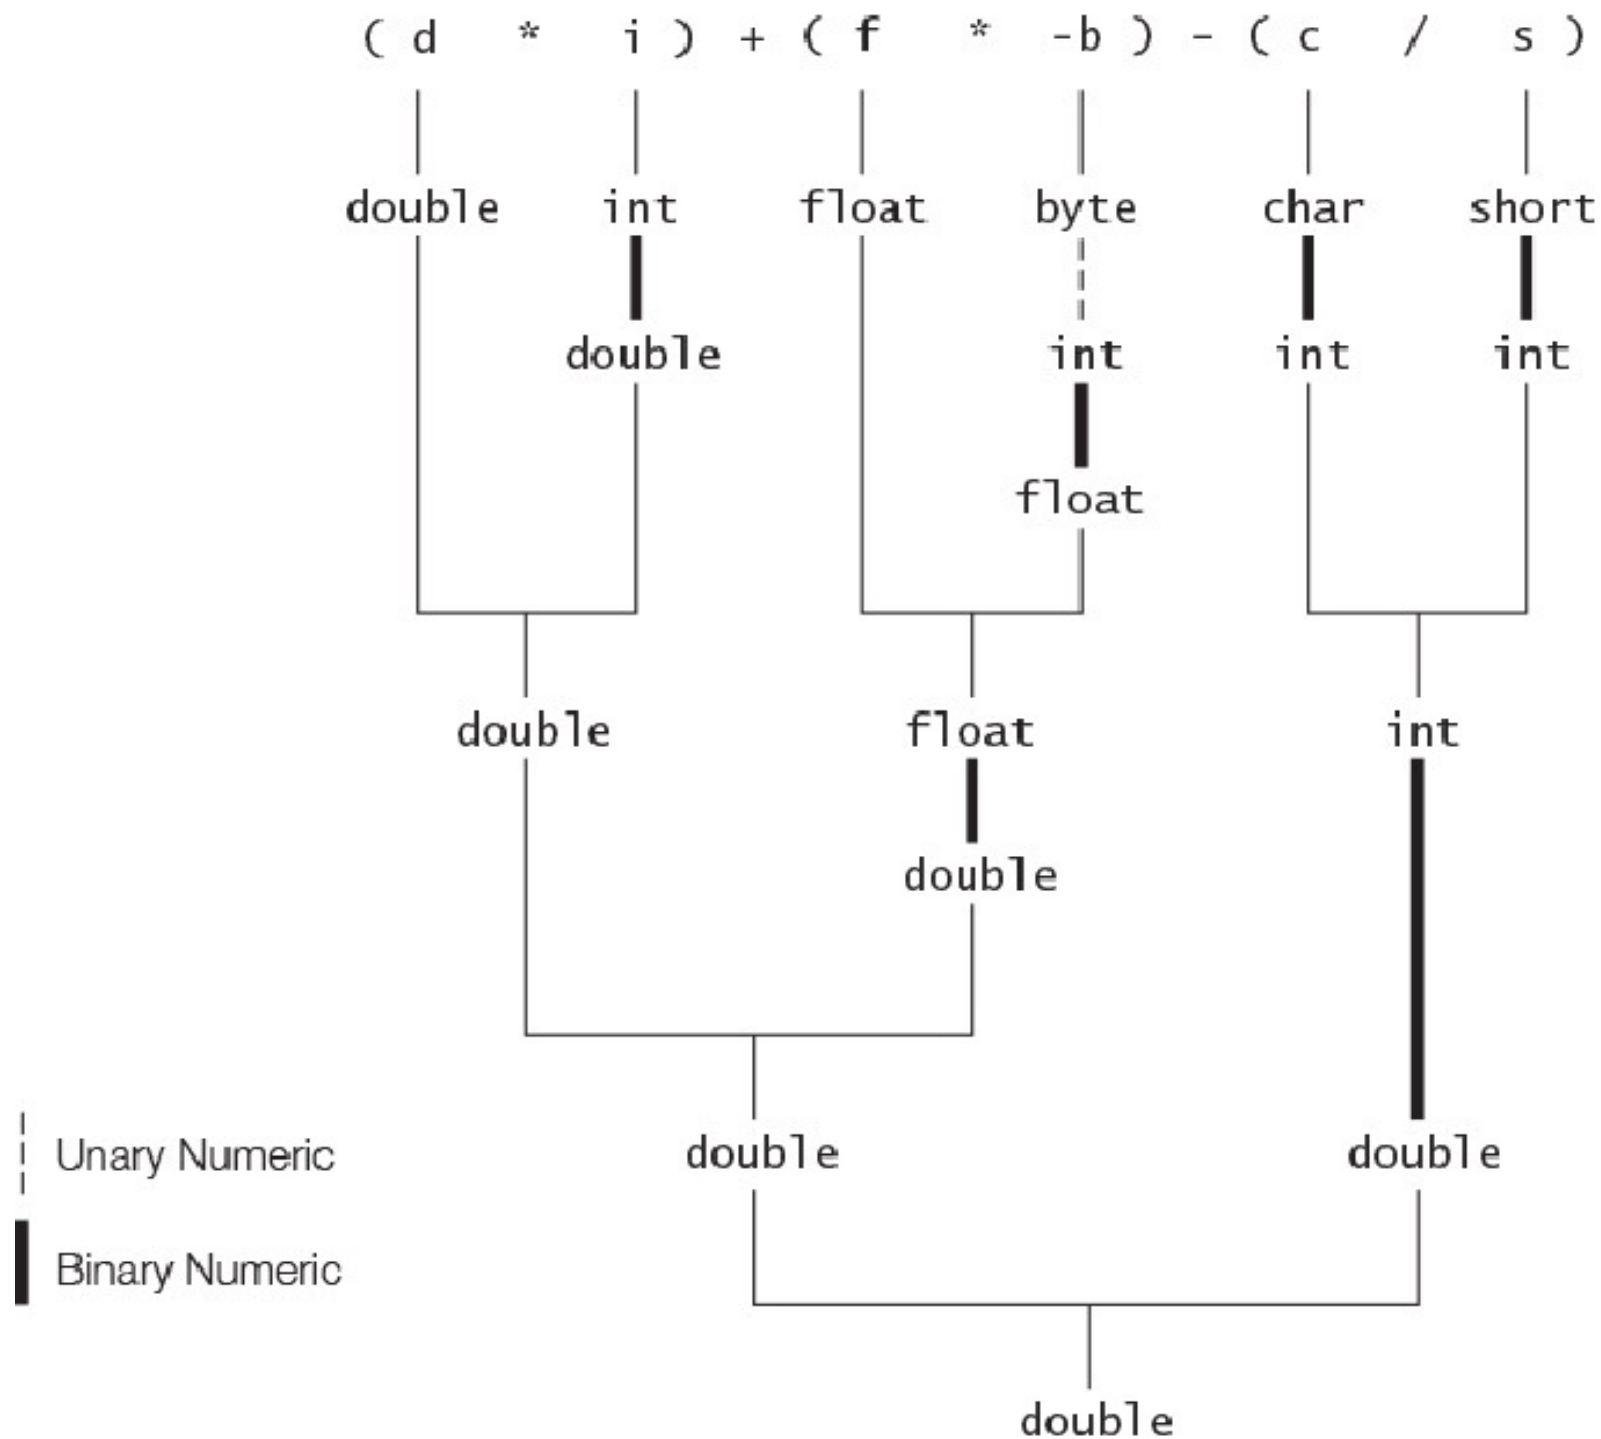 ( d * i ) + ( f * -b ) - ( c / s )
double int float byte char short
double int int int
float
double float int
double
double double
Unary Numeric
Binary Numeric
double